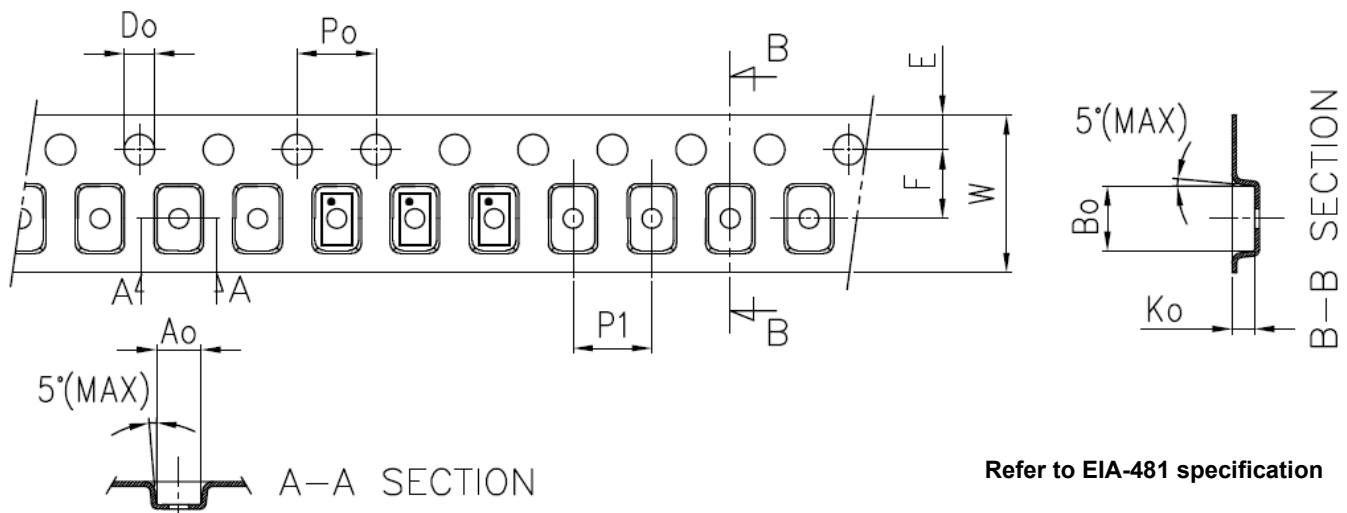 Do
Po
B
E
F
W
A
A
P1
B
Ao
5°(MAX)
A-A SECTION
5°(MAX)
Bo
Ko
B-B SECTION
Refer to EIA-481 specification